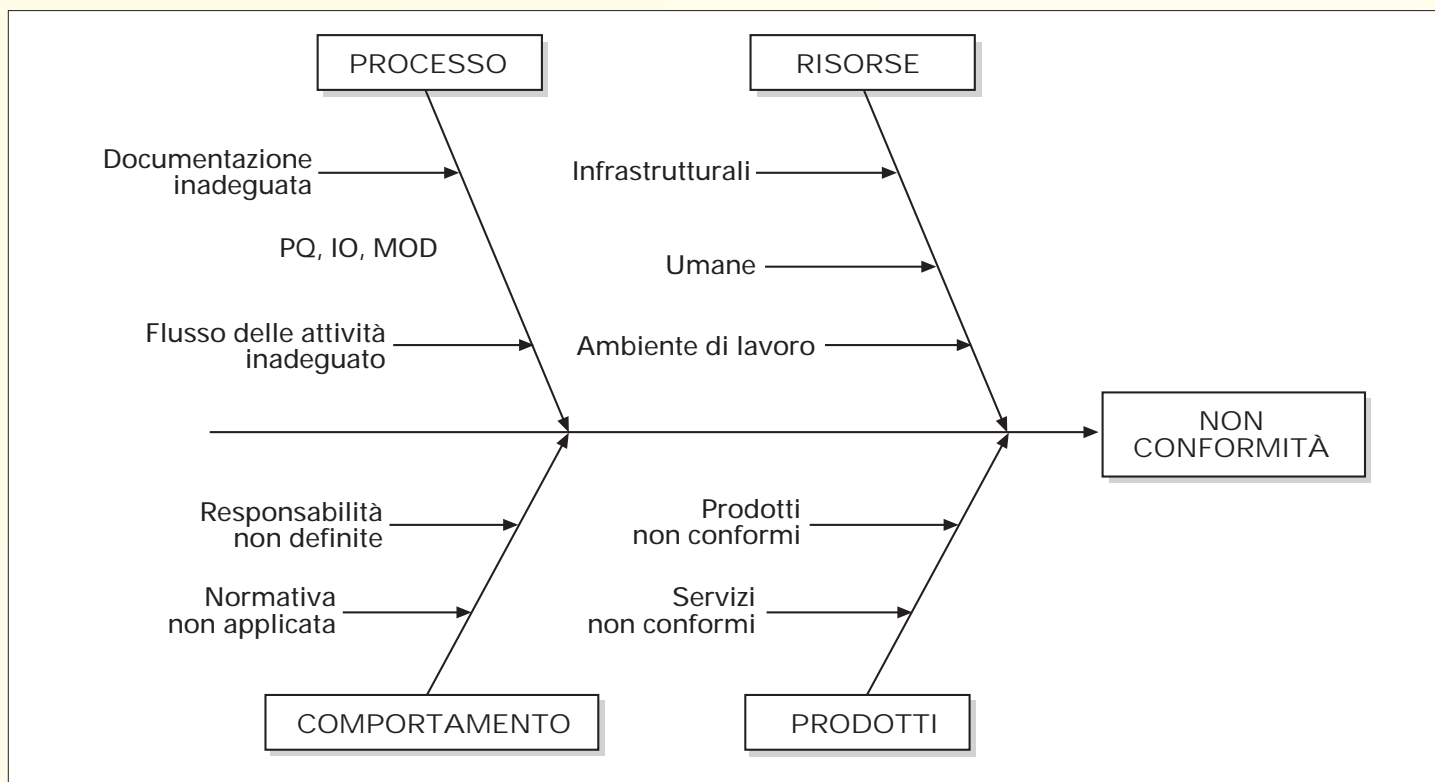 PROCESSO
RISORSE
Documentazione
inadeguata
Infrastrutturali
PQ, IO, MOD
Umane
Flusso delle attività
inadeguato
Ambiente di lavoro
NON
CONFORMITÀ
Responsabilità
non definite
Prodotti
non conformi
Normativa
non applicata
Servizi
non conformi
COMPORTAMENTO
PRODOTTI